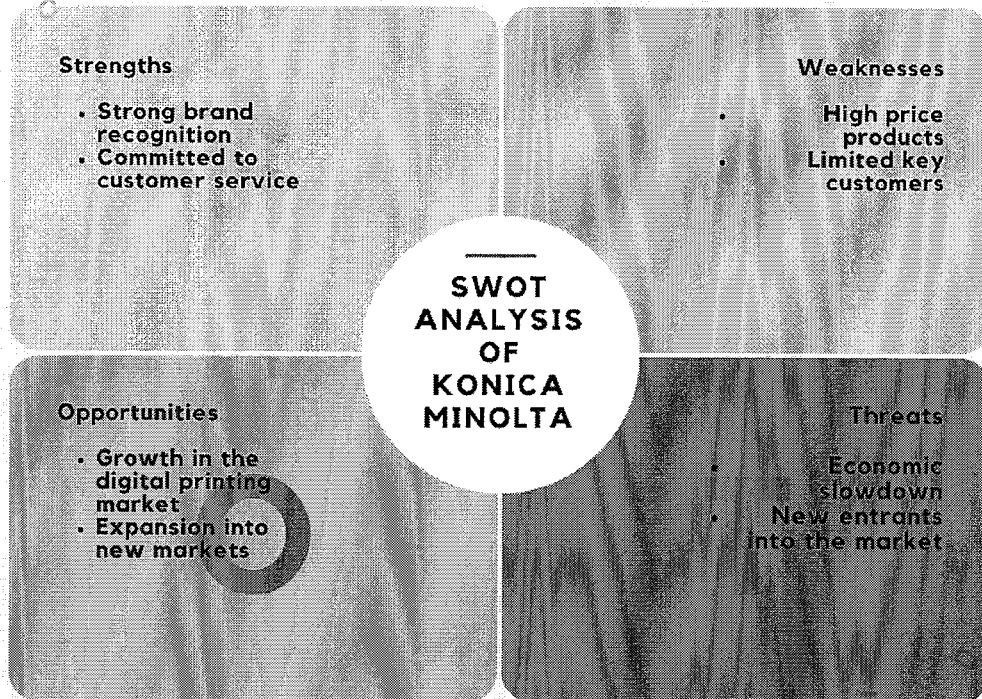 Strengths
• Strong brand
recognition
• Committed to
customer service
Weaknesses
• High price
products
• Limited key
customers
SWOT
ANALYSIS
OF
KONICA
MINOLTA
Opportunities
• Growth in the
digital printing
market
• Expansion into
new markets
Threats
• Economic
slowdown
• New entrants
into the market